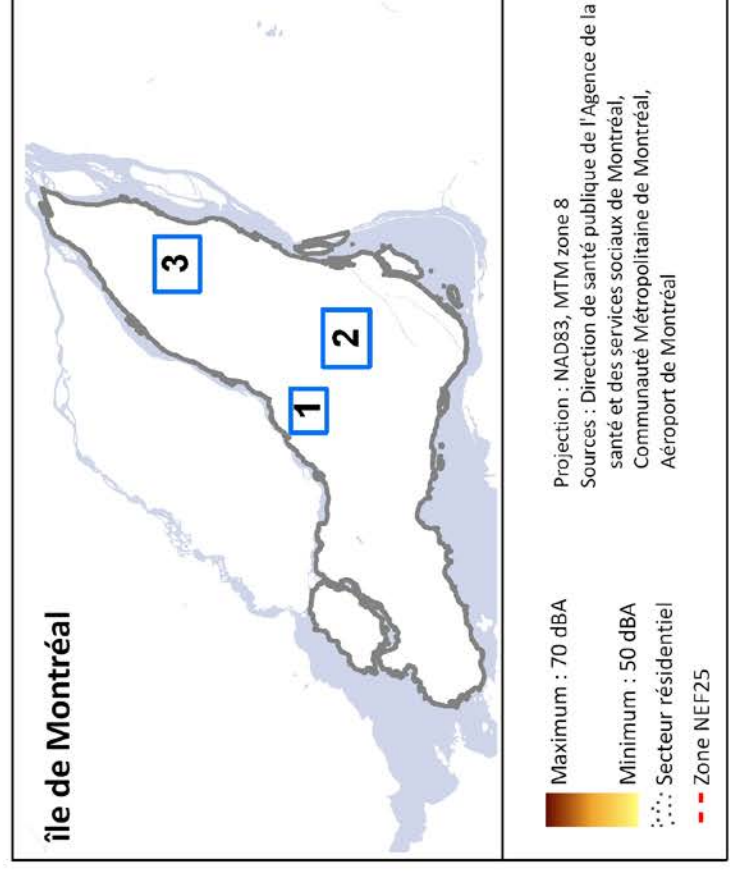 île de Montréal
1
2
3
Maximum : 70 dBA
Minimum : 50 dBA
Secteur résidentiel
Zone NEF25
Projection : NAD83, MTM zone 8
Sources : Direction de santé publique de l'Agence de la
santé et des services sociaux de Montréal,
Communauté Métropolitaine de Montréal,
Aéroport de Montréal